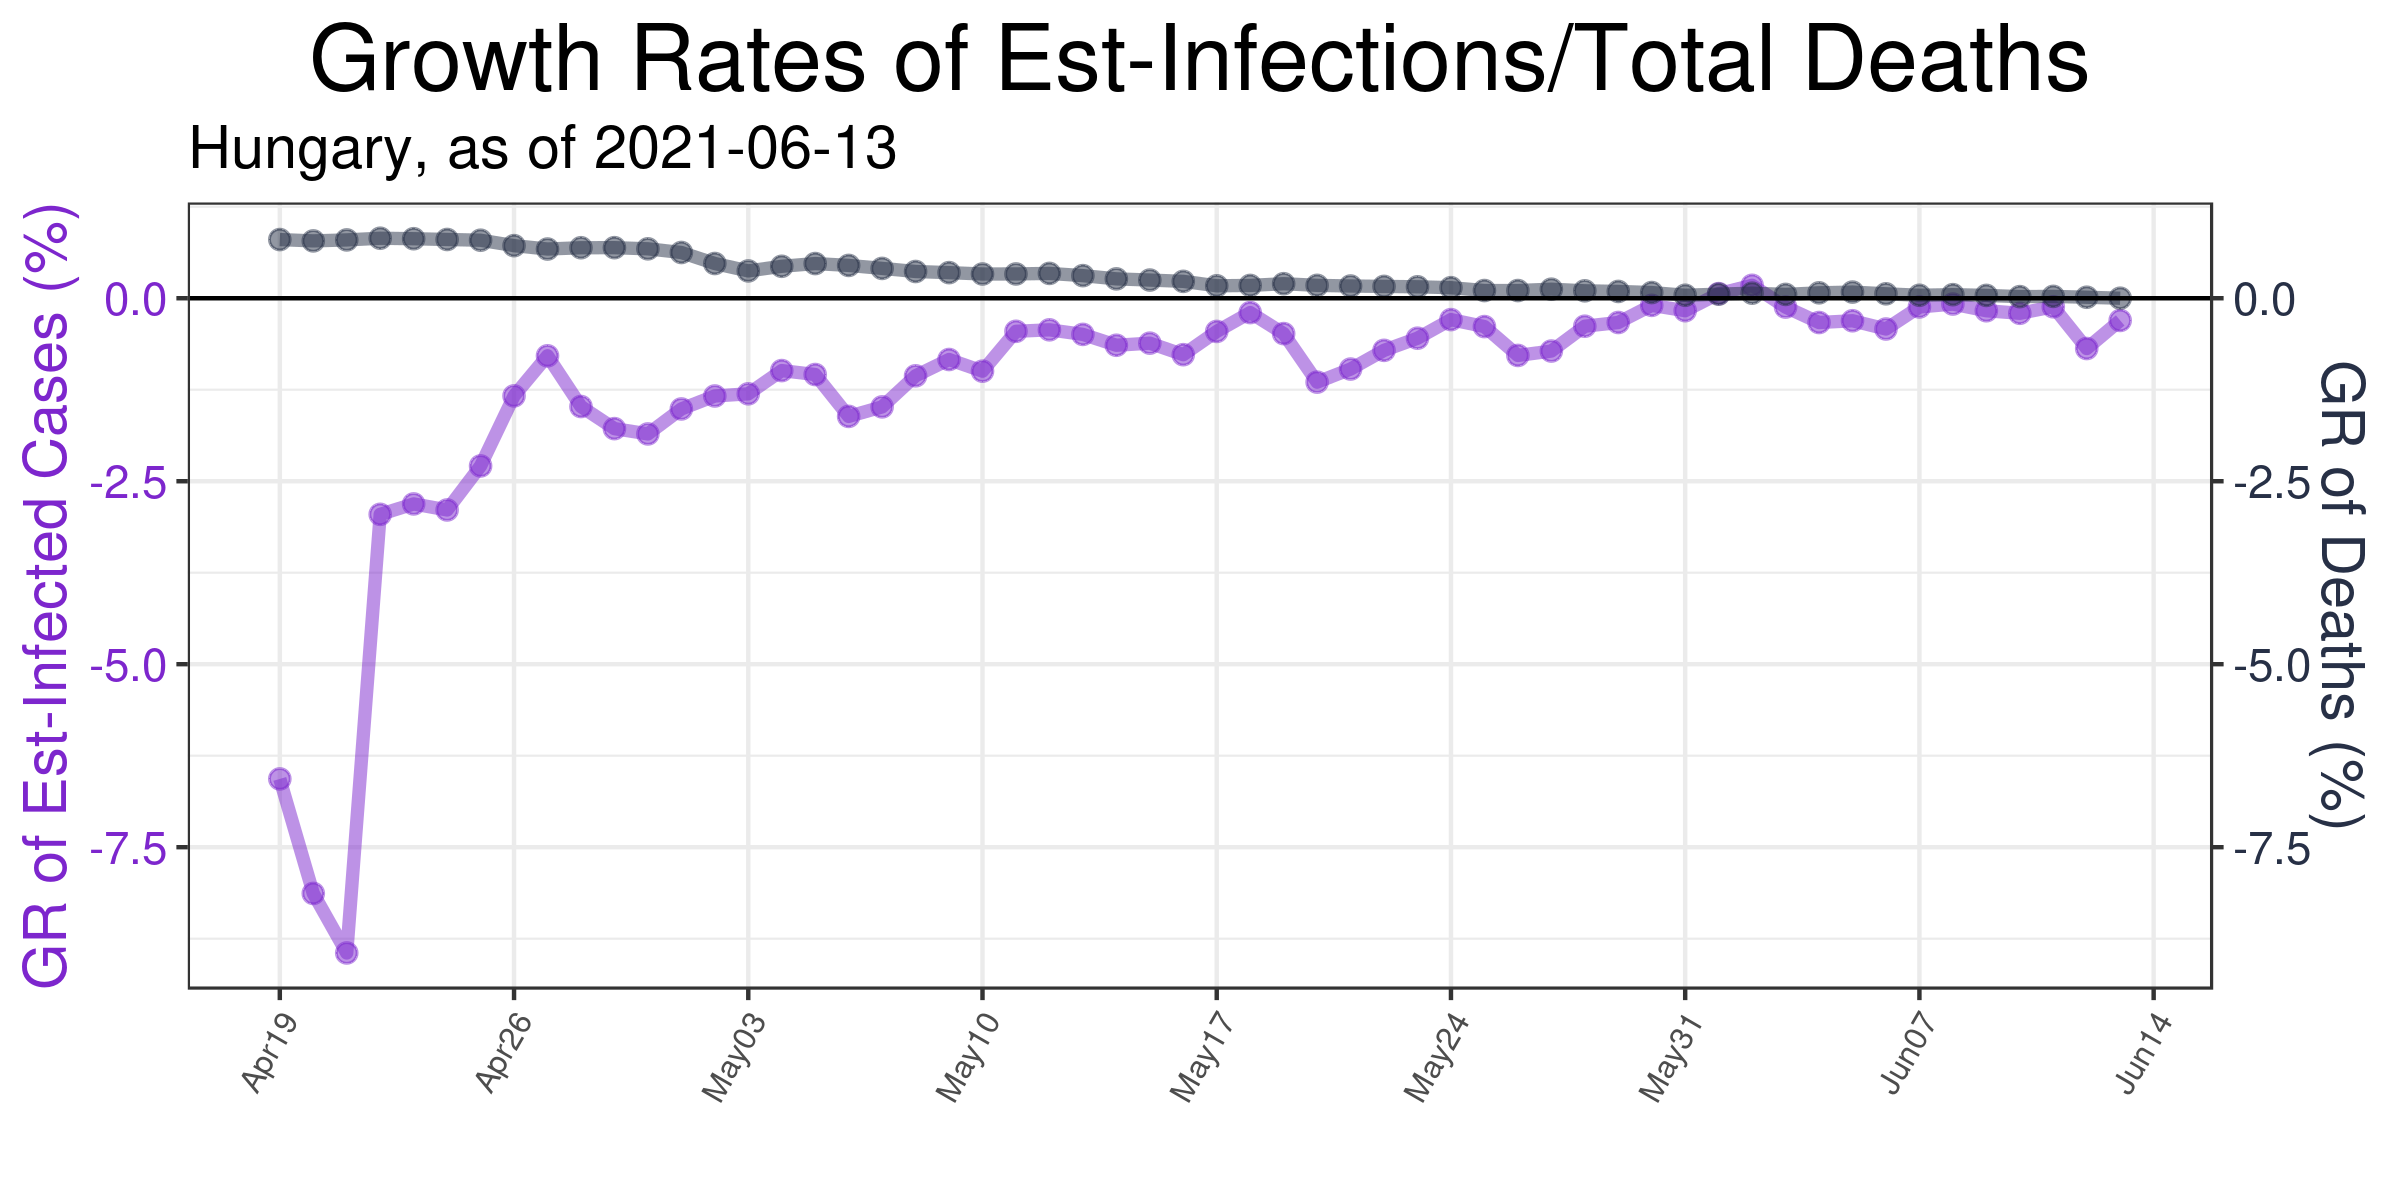 Growth Rates of Est-Infections/Total Deaths
Hungary, as of 2021-06-13
GR of Est-Infected Cases (%)
0.0
-2.5
-5.0
-7.5
0.0
-2.5
-5.0
-7.5
GR of Deaths (%)
Apr19
Apr26
May03
May10
May17
May24
May31
Jun07
Jun14